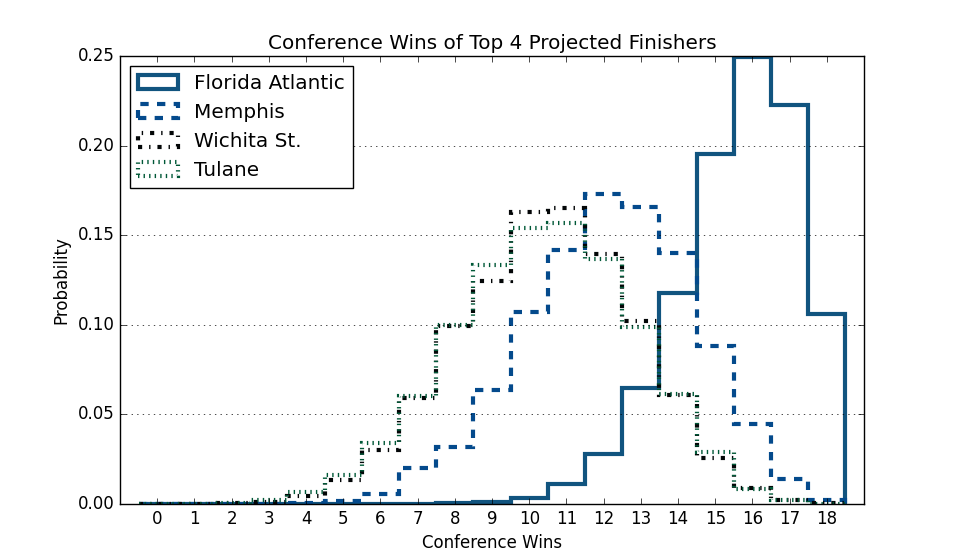 Conference Wins of Top 4 Projected Finishers
0.25
Florida Atlantic
Memphis
Wichita St.
Tulane
0.20
0.15
0.10
0.05
0.00
Probability
0 1 2 3 4 5 6 7 8 9 10 11 12 13 14 15 16 17 18
Conference Wins